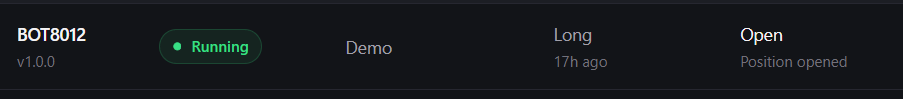 BOT8012
v1.0.0
Running
Demo
Long
17h ago
Open
Position opened